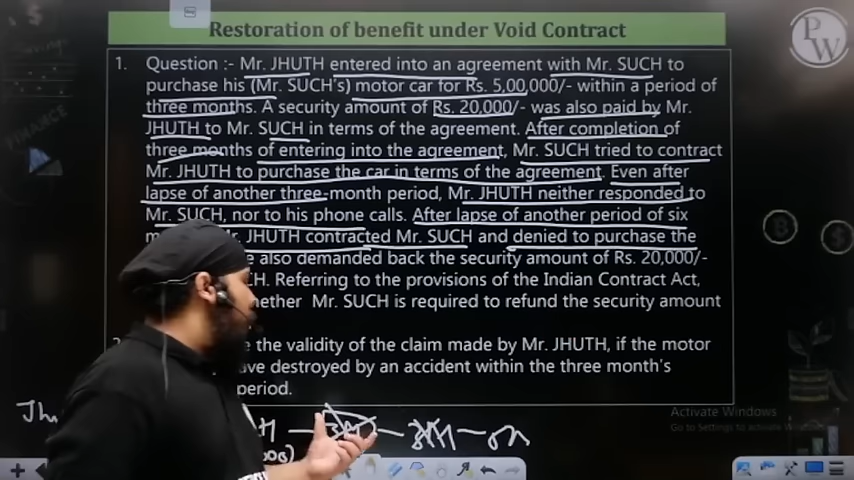 Restoration of benefit under Void Contract
PW
1. Question :- Mr. JHUTH entered into an agreement with Mr. SUCH to
purchase his (Mr. SUCH's) motor car for Rs. 5,00,000/- within a period of
three months. A security amount of Rs. 20,000/- was also paid by Mr.
JHUTH to Mr. SUCH in terms of the agreement. After completion of
three months of entering into the agreement, Mr. SUCH tried to contract
Mr. JHUTH to purchase the car in terms of the agreement. Even after
lapse of another three-month period, Mr. JHUTH neither responded to
Mr. SUCH, nor to his phone calls. After lapse of another period of six
JHUTH contracted Mr. SUCH and denied to purchase the
also demanded back the security amount of Rs. 20,000/-
Referring to the provisions of the Indian Contract Act,
Mr. SUCH is required to refund the security amount
the validity of the claim made by Mr. JHUTH, if the motor
destroyed by an accident within the three month's
period.
Activate Windows
Go to Settings to activate Windows
FINANCE